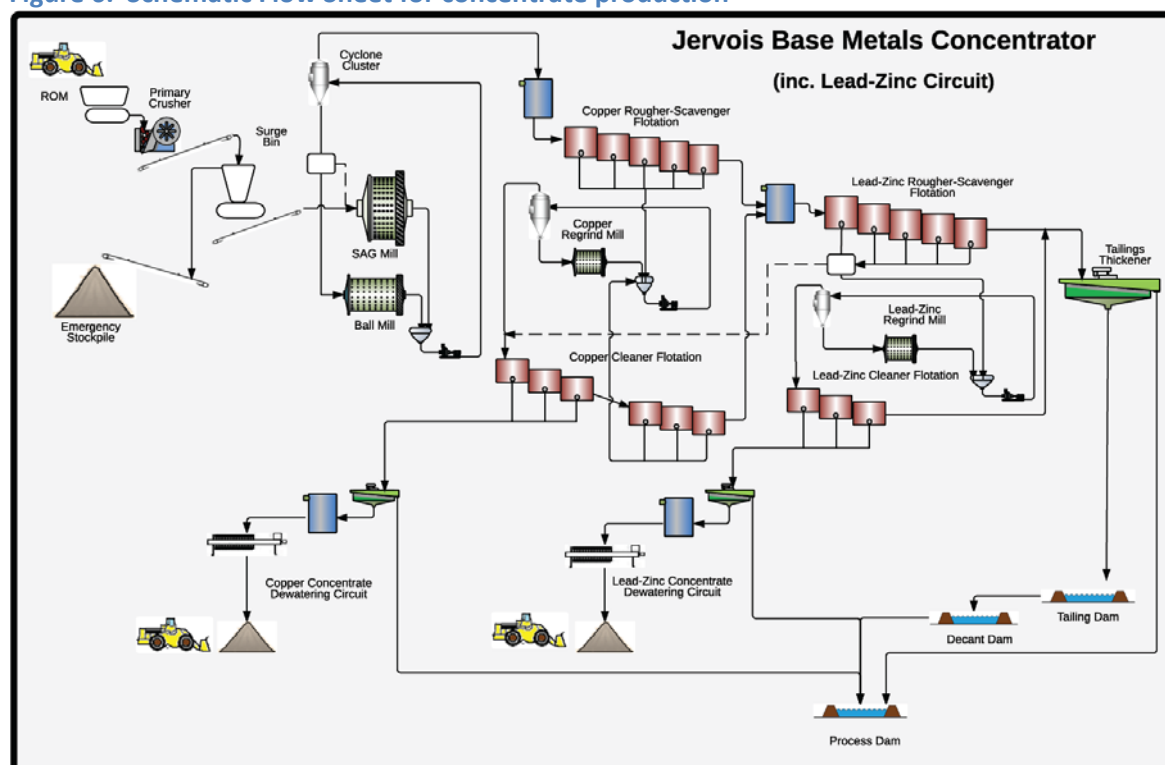 Figure 6: Schematic Flow Sheet for concentrate production
Jervois Base Metals Concentrator
(inc. Lead-Zinc Circuit)
Cyclone
Cluster
ROM
Primary
Crusher
Surge
Bin
Copper Rougher-Scavenger
Flotation
Lead-Zinc Rougher-Scavenger
Flotation
Copper
Regrind Mill
SAG Mill
Tailings
Thickener
Ball Mill
Emergency
Stockpile
Lead-Zinc
Regrind Mill
Copper Cleaner Flotation
Lead-Zinc Cleaner Flotation
Copper Concentrate
Dewatering Circuit
Lead-Zinc Concentrate
Dewatering Circuit
Tailing Dam
Decant Dam
Process Dam